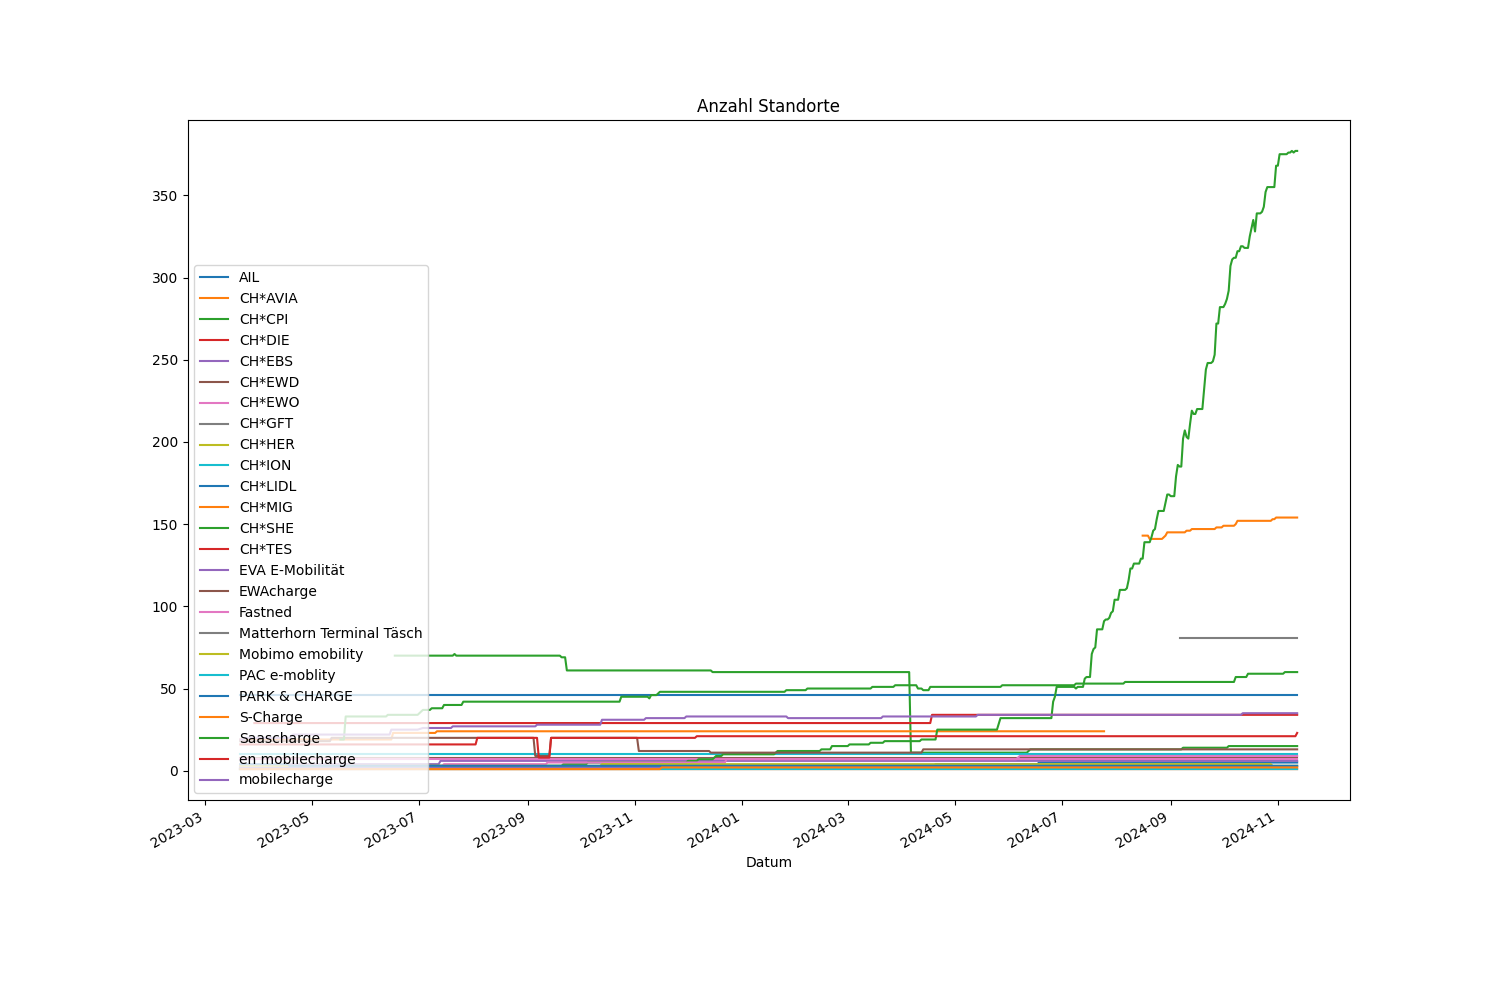 Anzahl Standorte
350
300
250
200
150
100
50
0
AIL
CH*AVIA
CH*CPI
CH*DIE
CH*EBS
CH*EWD
CH*EWO
CH*GFT
CH*HER
CH*ION
CH*LIDL
CH*MIG
CH*SHE
CH*TES
EVA E-Mobilität
EWAcharge
Fastned
Matterhorn Terminal Täsch
Mobimo emobility
PAC e-moblity
PARK & CHARGE
S-Charge
Saascharge
en mobilecharge
mobilecharge
2023-03
2023-05
2023-07
2023-09
2023-11
2024-01
2024-03
2024-05
2024-07
2024-09
2024-11
Datum